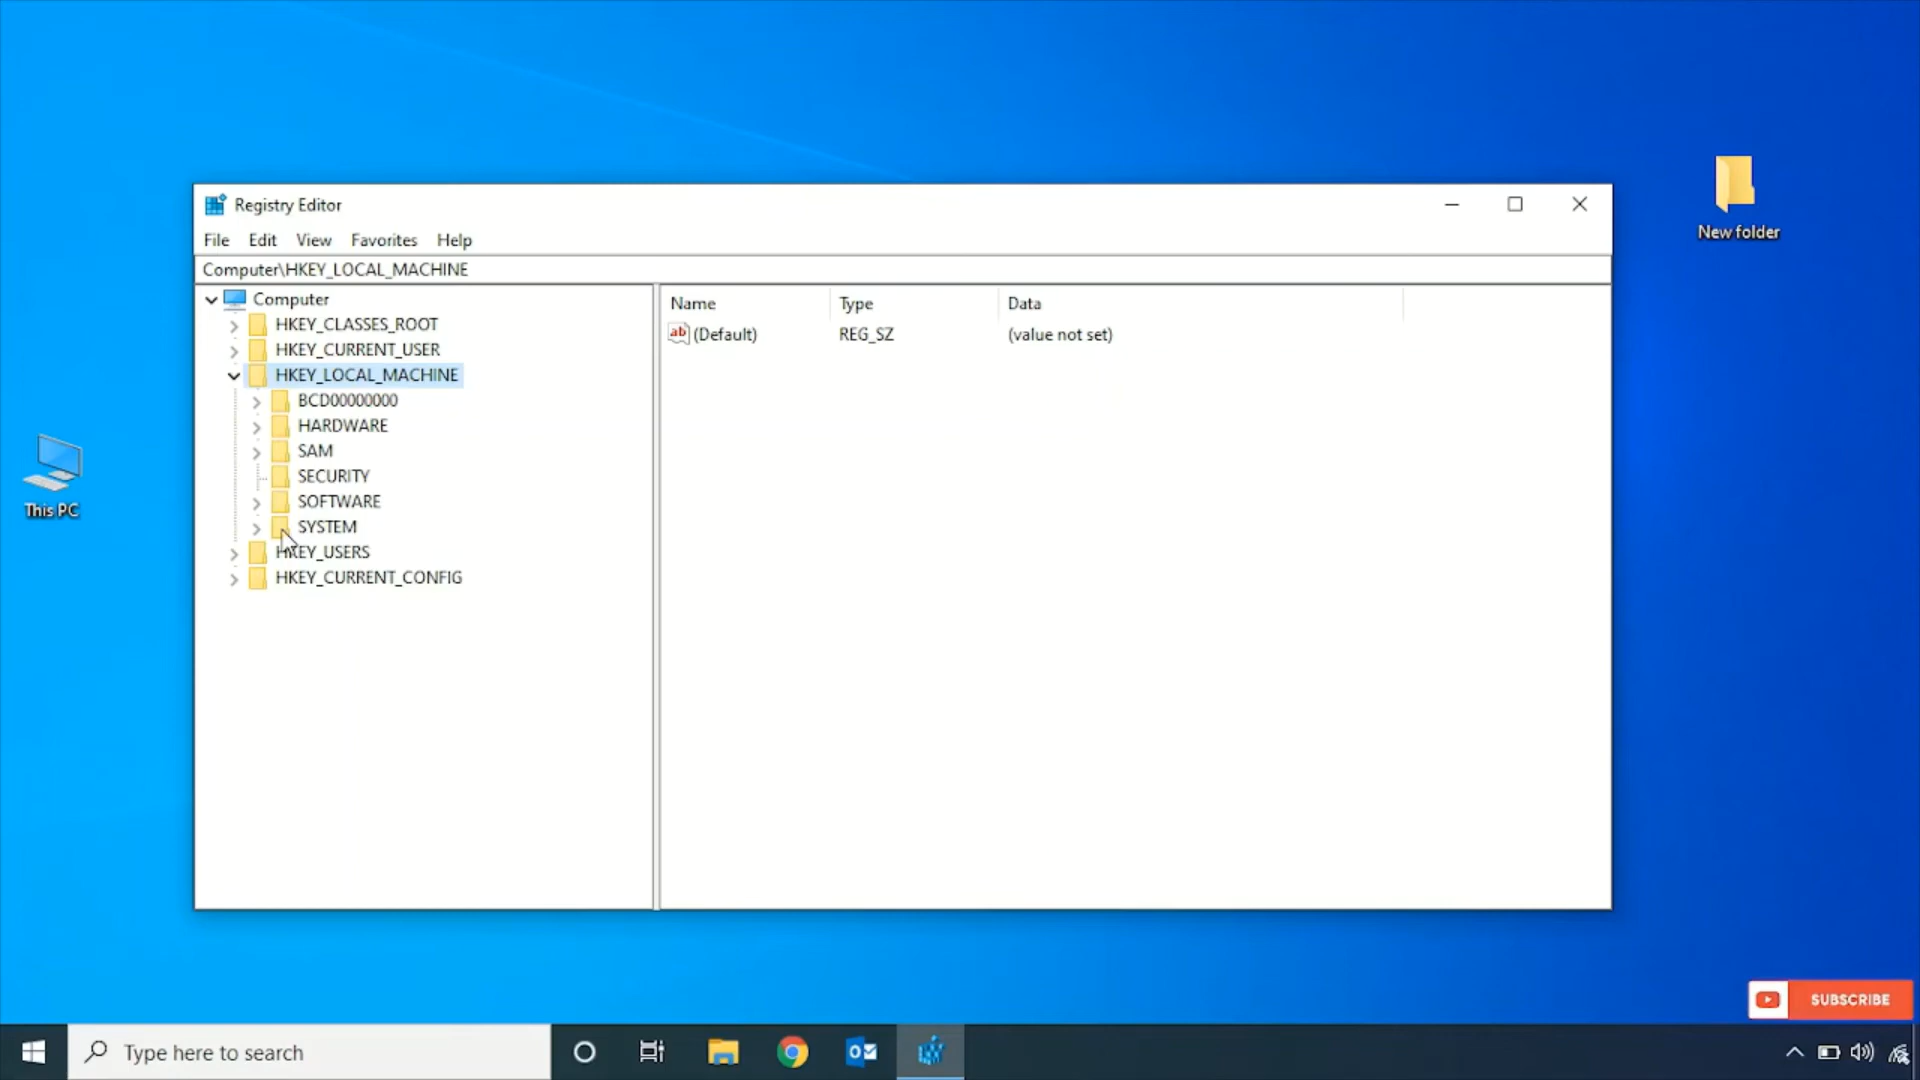 Registry Editor
File Edit View Favorites Help
Computer\HKEY_LOCAL_MACHINE
Computer
HKEY_CLASSES_ROOT
HKEY_CURRENT_USER
HKEY_LOCAL_MACHINE
BCD00000000
HARDWARE
SAM
SECURITY
SOFTWARE
SYSTEM
HKEY_USERS
HKEY_CURRENT_CONFIG
Name Type Data
ab (Default) REG_SZ (value not set)
New folder
This PC
SUBSCRIBE
Type here to search